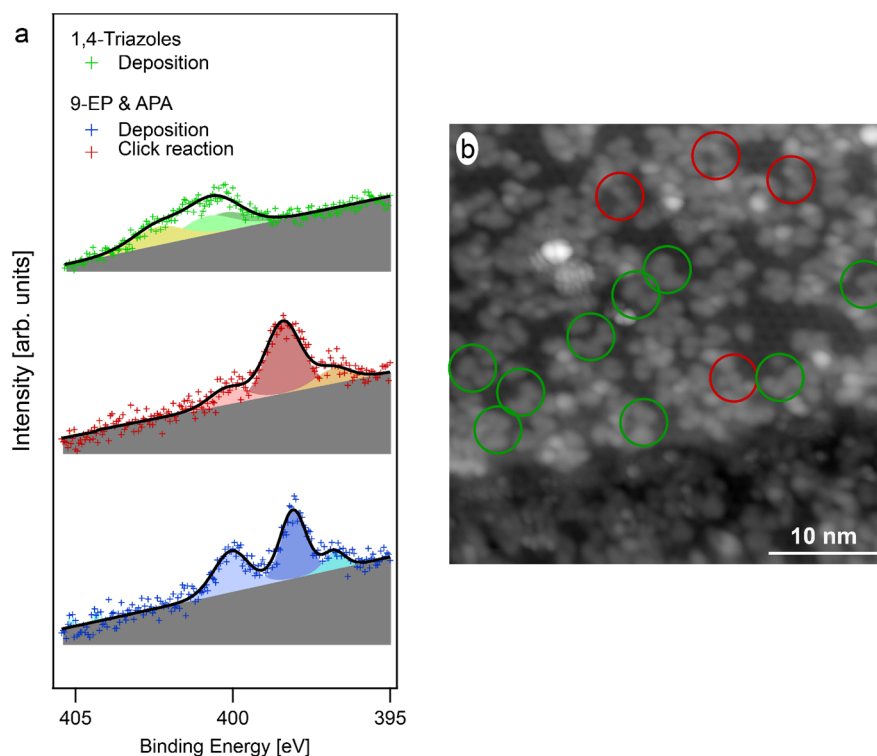 a
1,4-Triazoles
+ Deposition
9-EP & APA
+ Deposition
+ Click reaction
Intensity [arb. units]
405 400 395
Binding Energy [eV]
b
10 nm